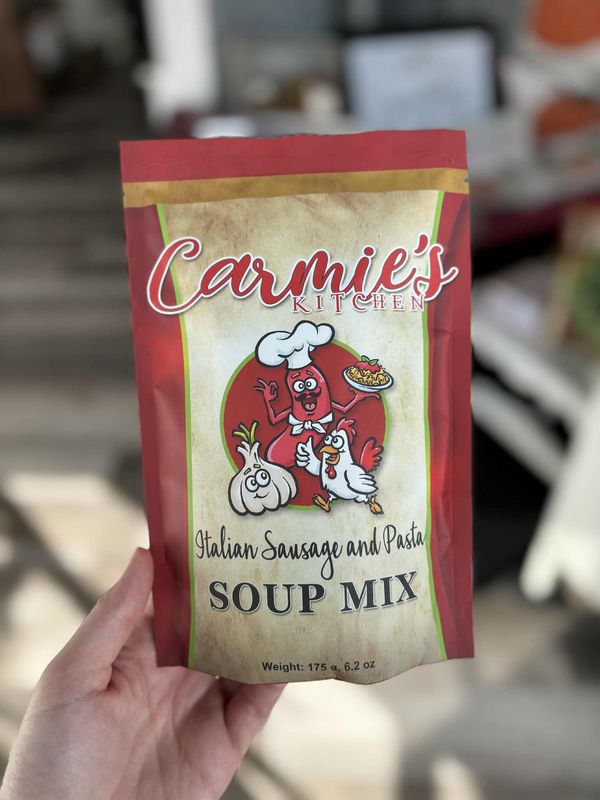 Carmie's
KITCHEN
Italian Sausage and Pasta
SOUP MIX
Weight: 175 g. 6.2 oz